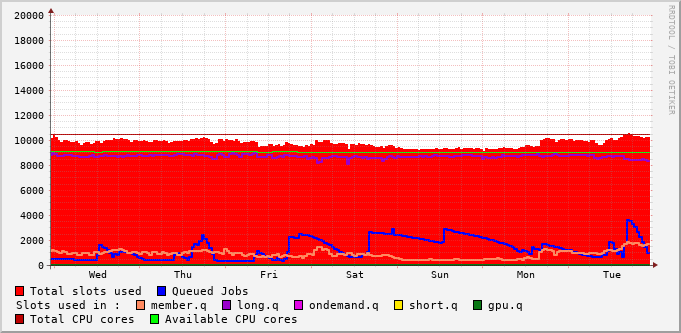 20000
18000
16000
14000
12000
10000
8000
6000
4000
2000
0
Wed Thu Fri Sat Sun Mon Tue
RRDTOOL / TOBI OETIKER
Total slots used Queued Jobs
Slots used in : member.q long.q ondemand.q short.q gpu.q
Total CPU cores Available CPU cores